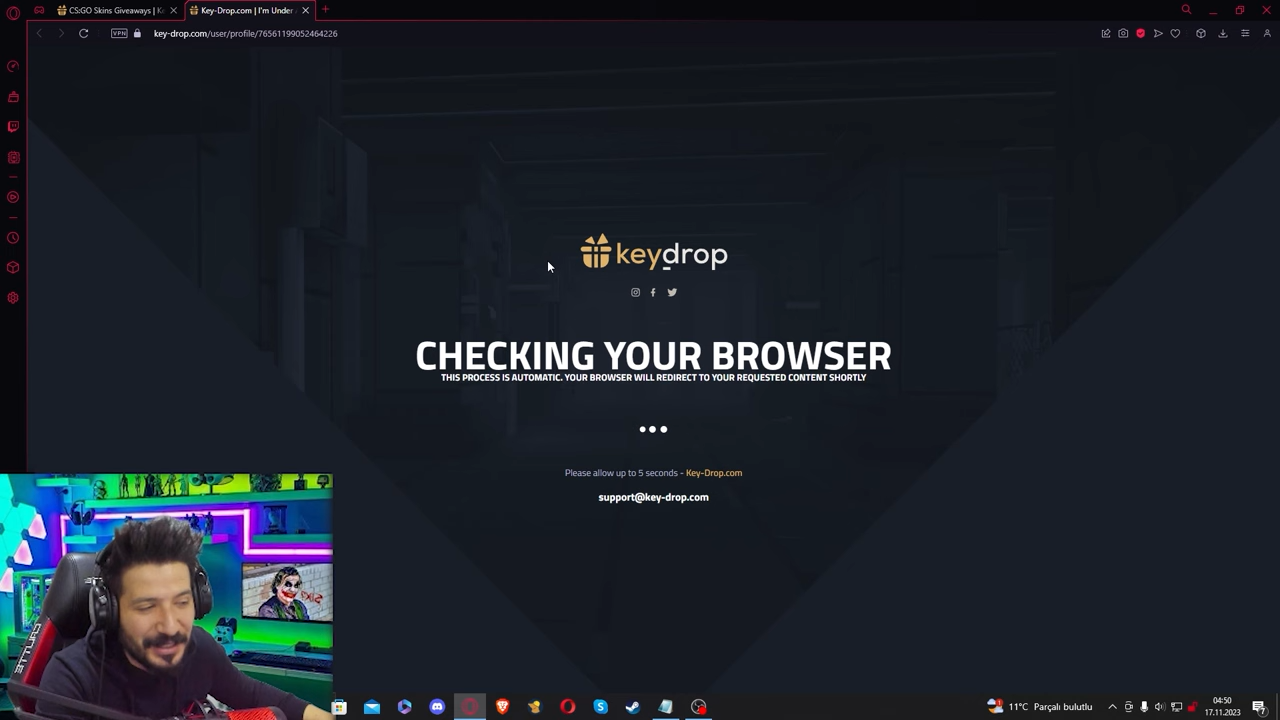 CS:GO Skins Giveaways | Ke
Key-Drop.com | I'm Under
VPN
key-drop.com/user/profile/76561199052464226
keydrop
CHECKING YOUR BROWSER
THIS PROCESS IS AUTOMATIC. YOUR BROWSER WILL REDIRECT TO YOUR REQUESTED CONTENT SHORTLY
Please allow up to 5 seconds - Key-Drop.com
support@key-drop.com
11°C Parçalı bulutlu
04:50
17.11.2023